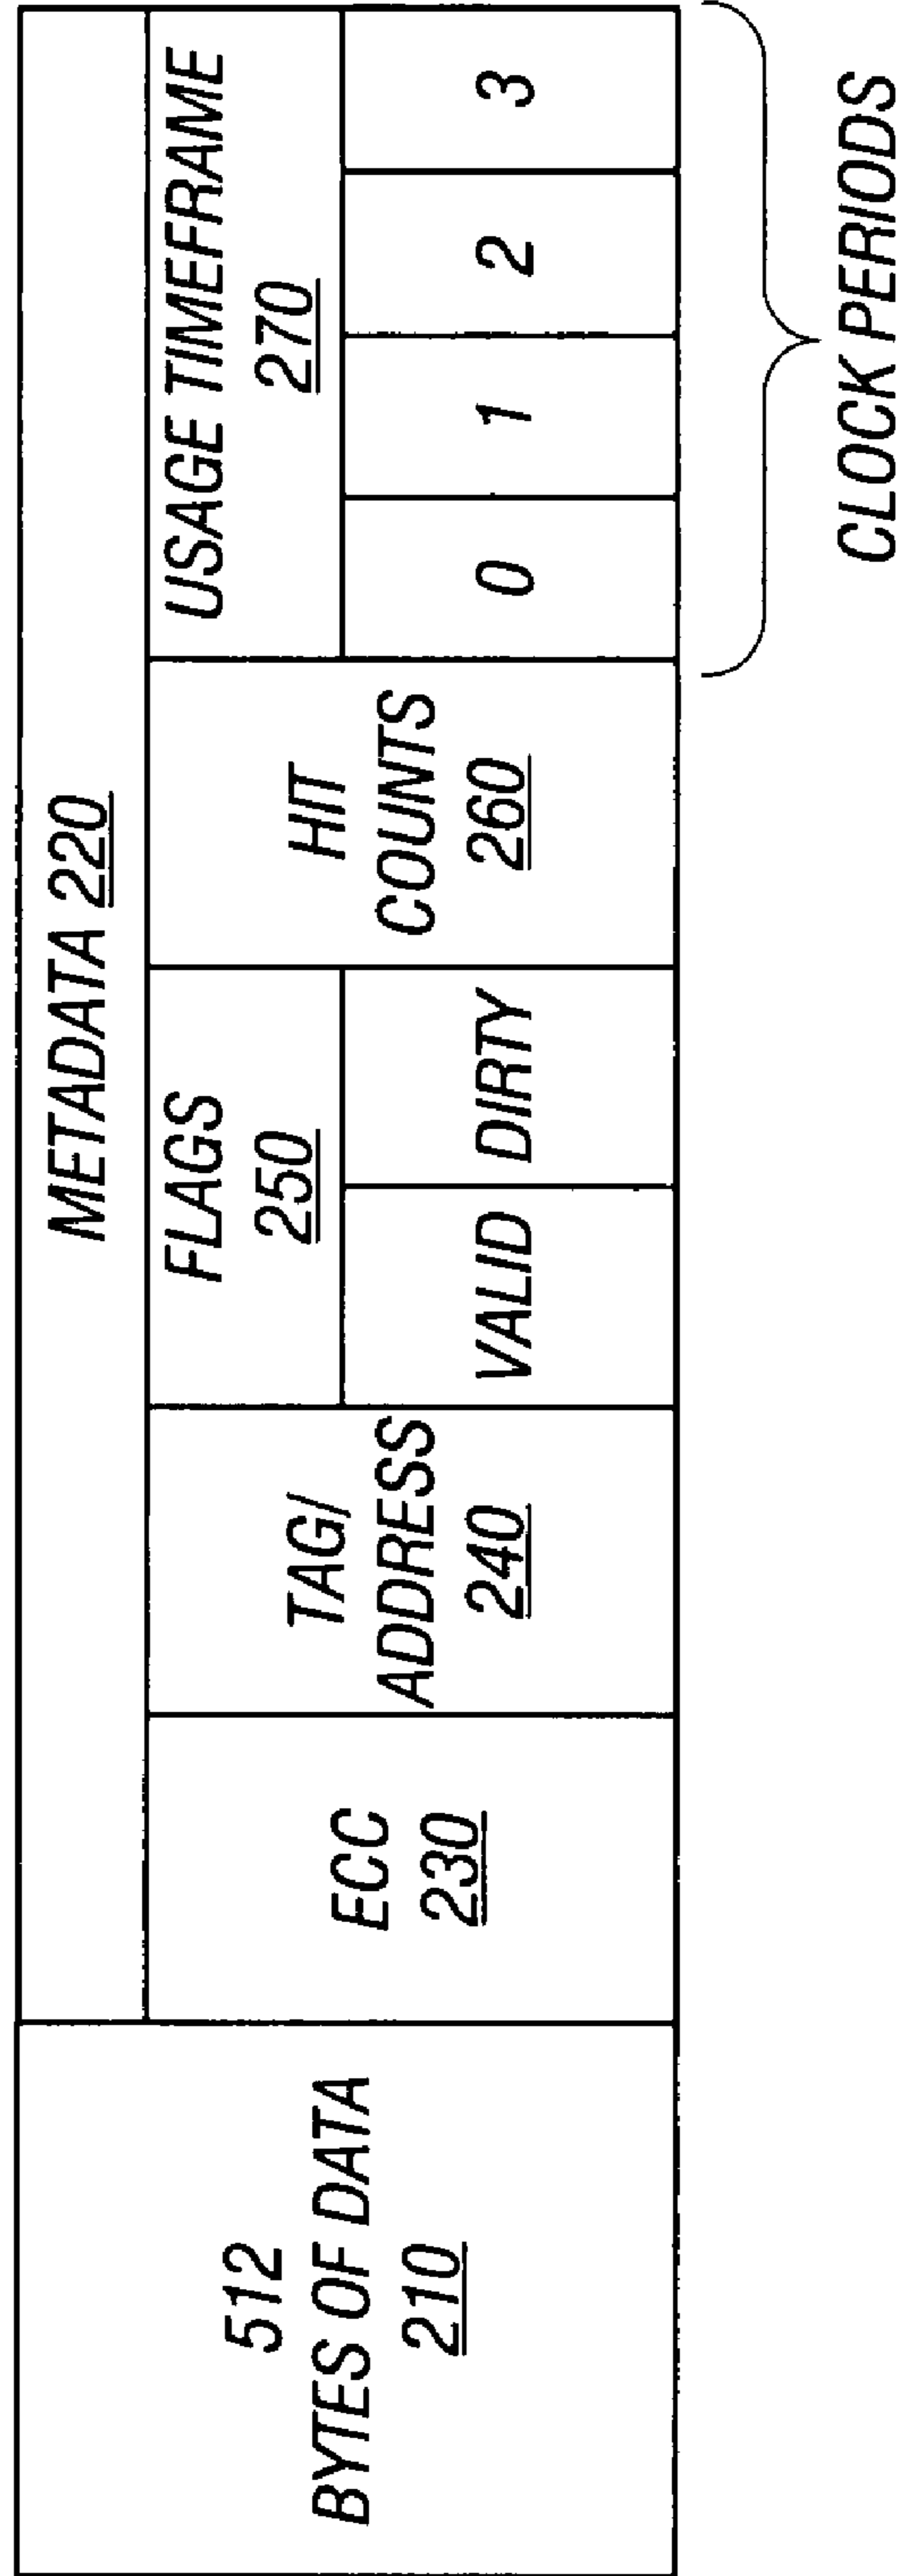 512
BYTES OF DATA
210
METADATA 220
ECC
230
TAG/
ADDRESS
240
FLAGS
250
VALID
DIRTY
HIT
COUNTS
260
USAGE TIMEFRAME
270
0
1
2
3
CLOCK PERIODS